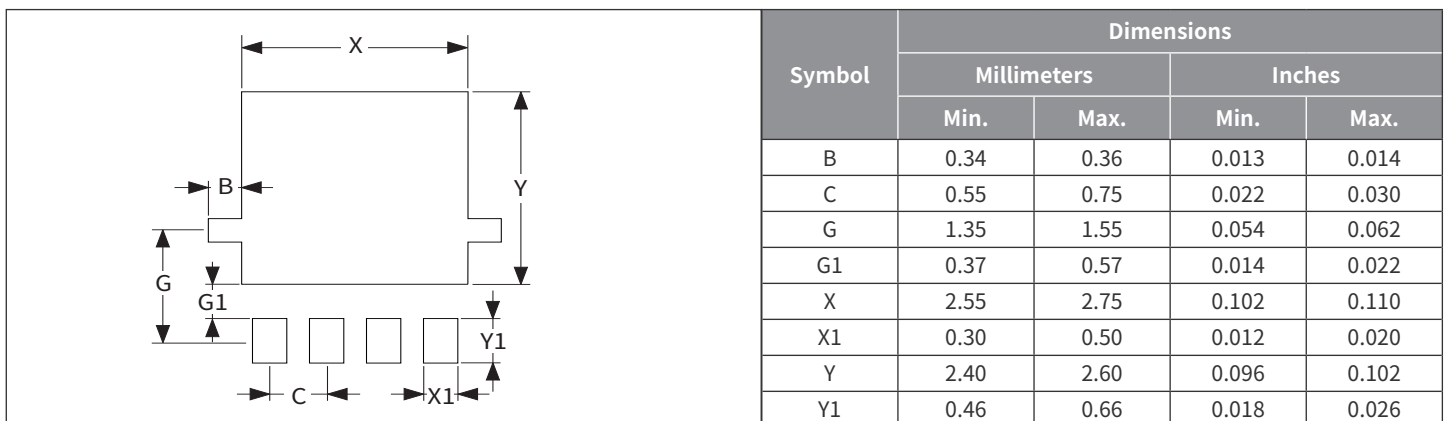 X
B
Y
G
G1
Y1
C
X1
Symbol
Dimensions
Millimeters Inches
Min. Max. Min. Max.
B 0.34 0.36 0.013 0.014
C 0.55 0.75 0.022 0.030
G 1.35 1.55 0.054 0.062
G1 0.37 0.57 0.014 0.022
X 2.55 2.75 0.102 0.110
X1 0.30 0.50 0.012 0.020
Y 2.40 2.60 0.096 0.102
Y1 0.46 0.66 0.018 0.026